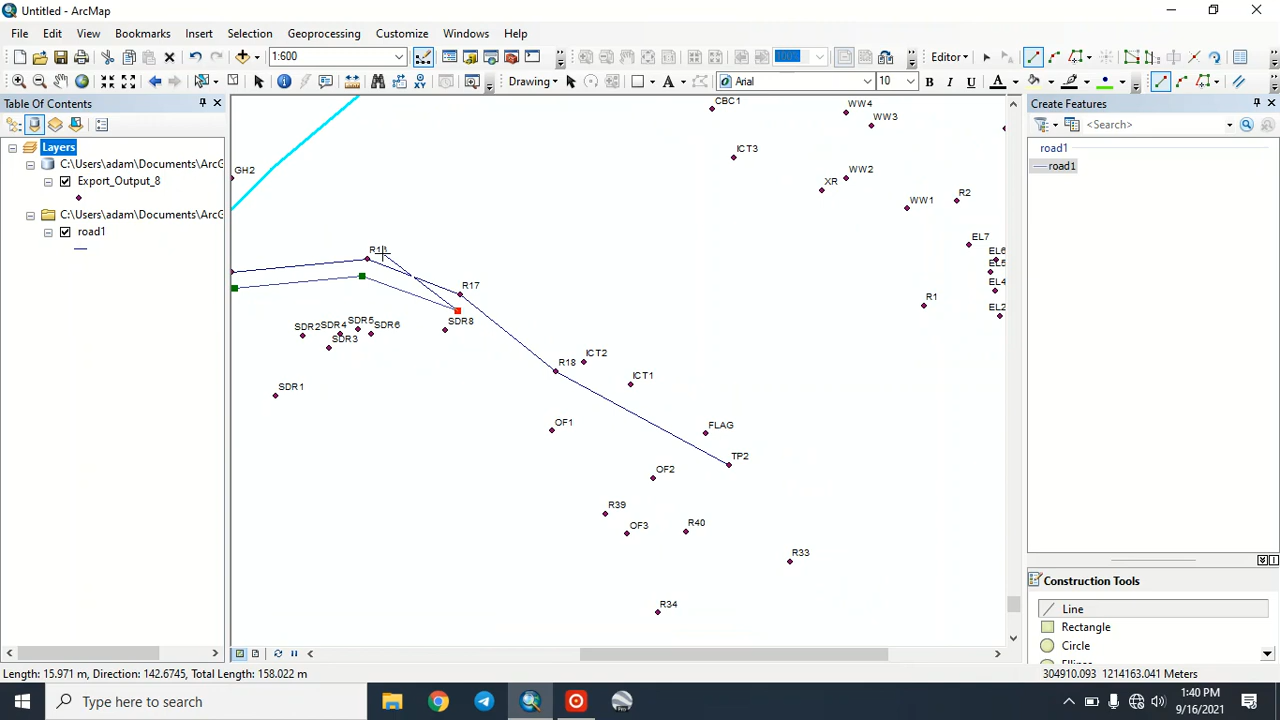 Untitled - ArcMap
File Edit View Bookmarks Insert Selection Geoprocessing Customize Windows Help
1:600 Editor
Drawing A Arial 10 B I U A
Table Of Contents
Layers
C:\Users\adam\Documents\ArcG
Export_Output_8
C:\Users\adam\Documents\ArcG
road1
CBC1
WW4
WW3
ICT3
GH2
XR
WW2
R2
WW1
EL7
EL6
EL5
EL4
EL2
R1
R17
SDR8
SDR2
SDR4
SDR5
SDR6
SDR3
SDR1
R18
ICT2
ICT1
OF1
FLAG
TP2
OF2
R39
OF3
R40
R33
R34
Create Features
<Search>
road1
road1
Construction Tools
Line
Rectangle
Circle
Length: 15.971 m, Direction: 142.6745, Total Length: 158.022 m
304910.093 1214163.041 Meters
Type here to search
1:40 PM
9/16/2021